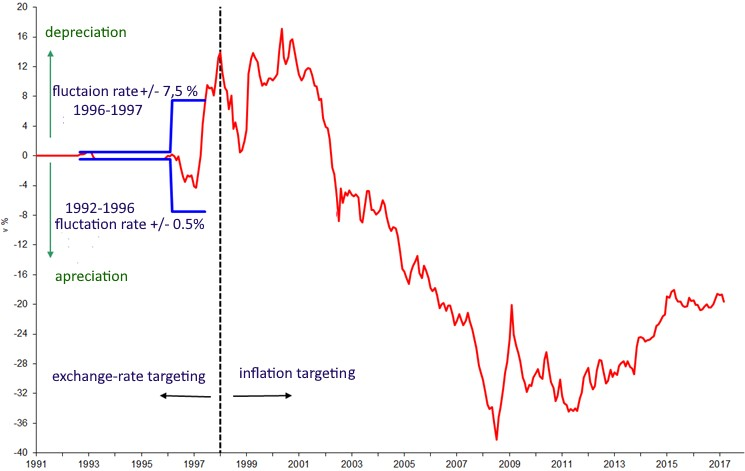 20
16
depreciation
12
fluctaion rate +/- 7,5 %
8
1996-1997
4
0
-4
1992-1996
-8
fluctation rate +/- 0.5%
v %
-12
-16
apreciation
-20
-24
-28
exchange-rate targeting inflation targeting
-32
-36
-40
1991 1993 1995 1997 1999 2001 2003 2005 2007 2009 2011 2013 2015 2017